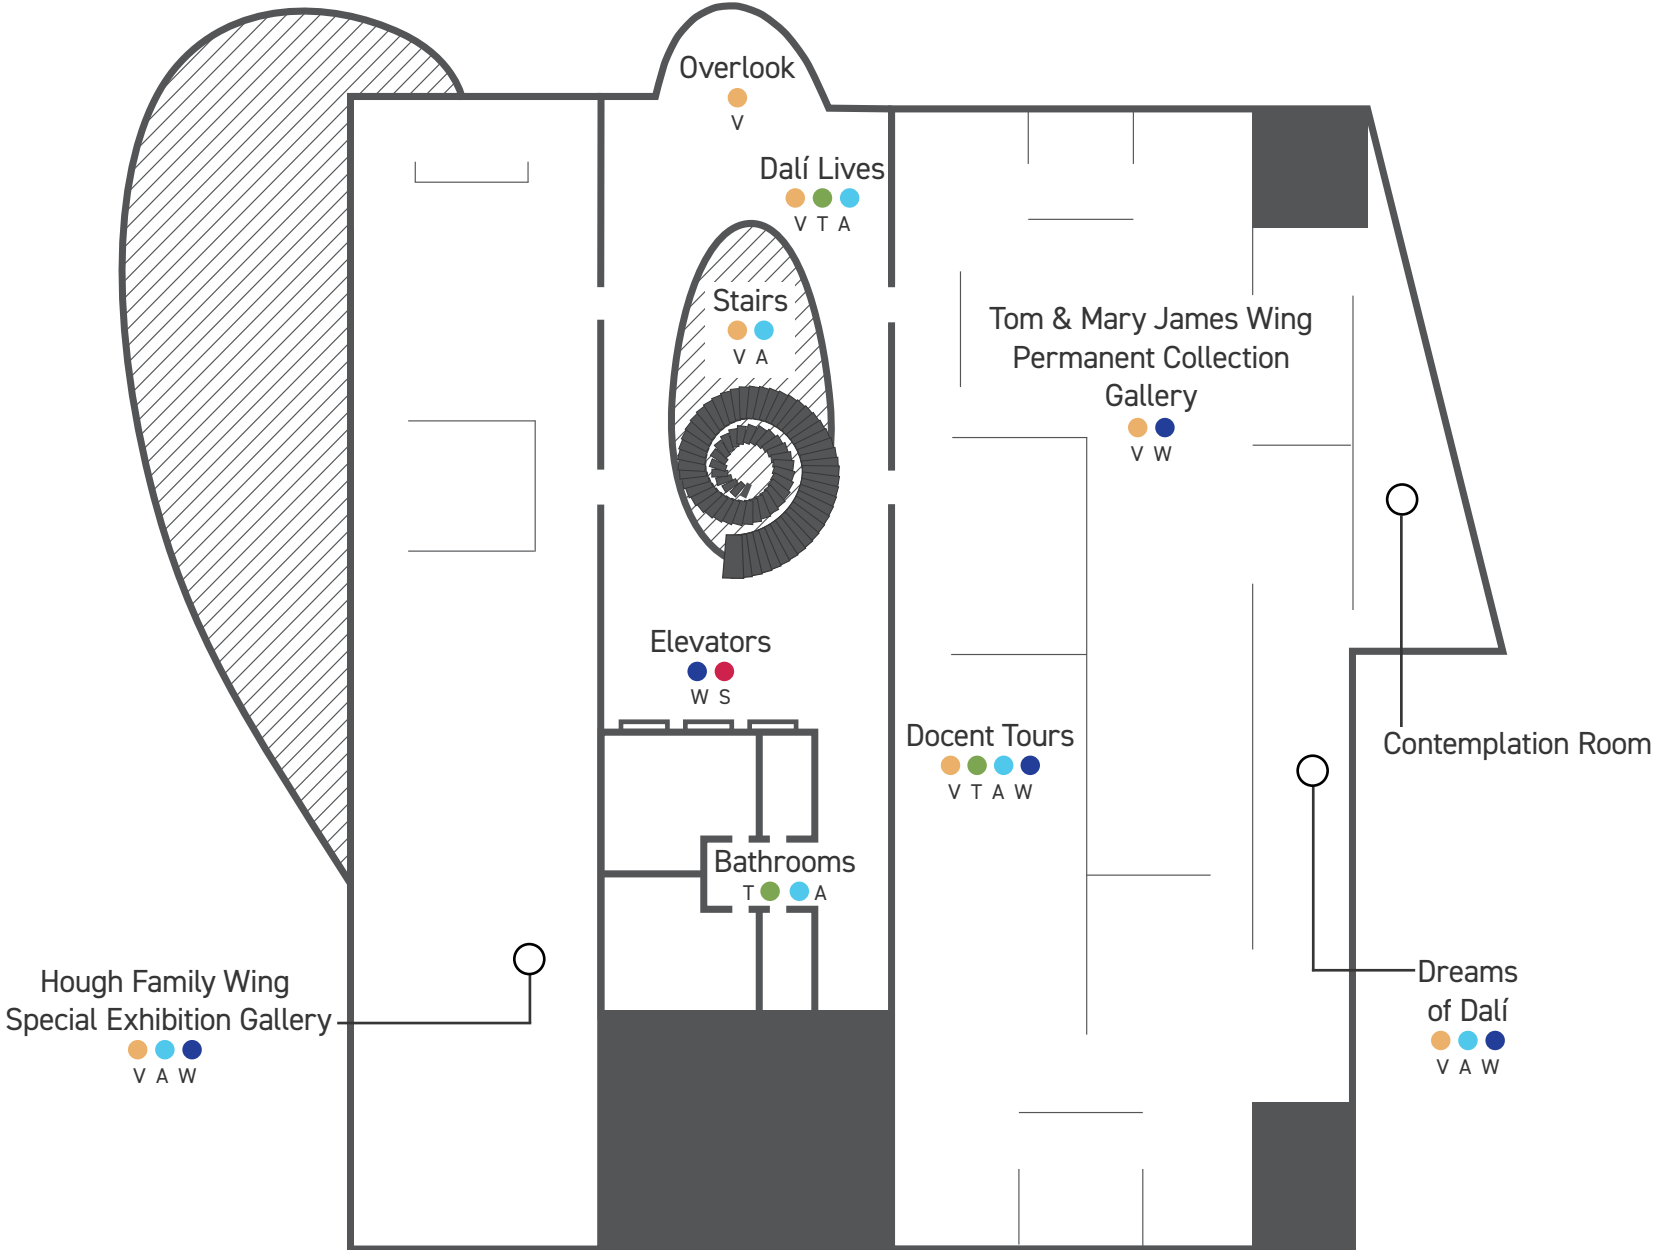 Overlook
V
Dalí Lives
V T A
Stairs
V A
Tom & Mary James Wing
Permanent Collection
Gallery
V W
Elevators
W S
Docent Tours
V T A W
Contemplation Room
Bathrooms
T A
Hough Family Wing
Special Exhibition Gallery
V A W
Dreams
of Dalí
V A W